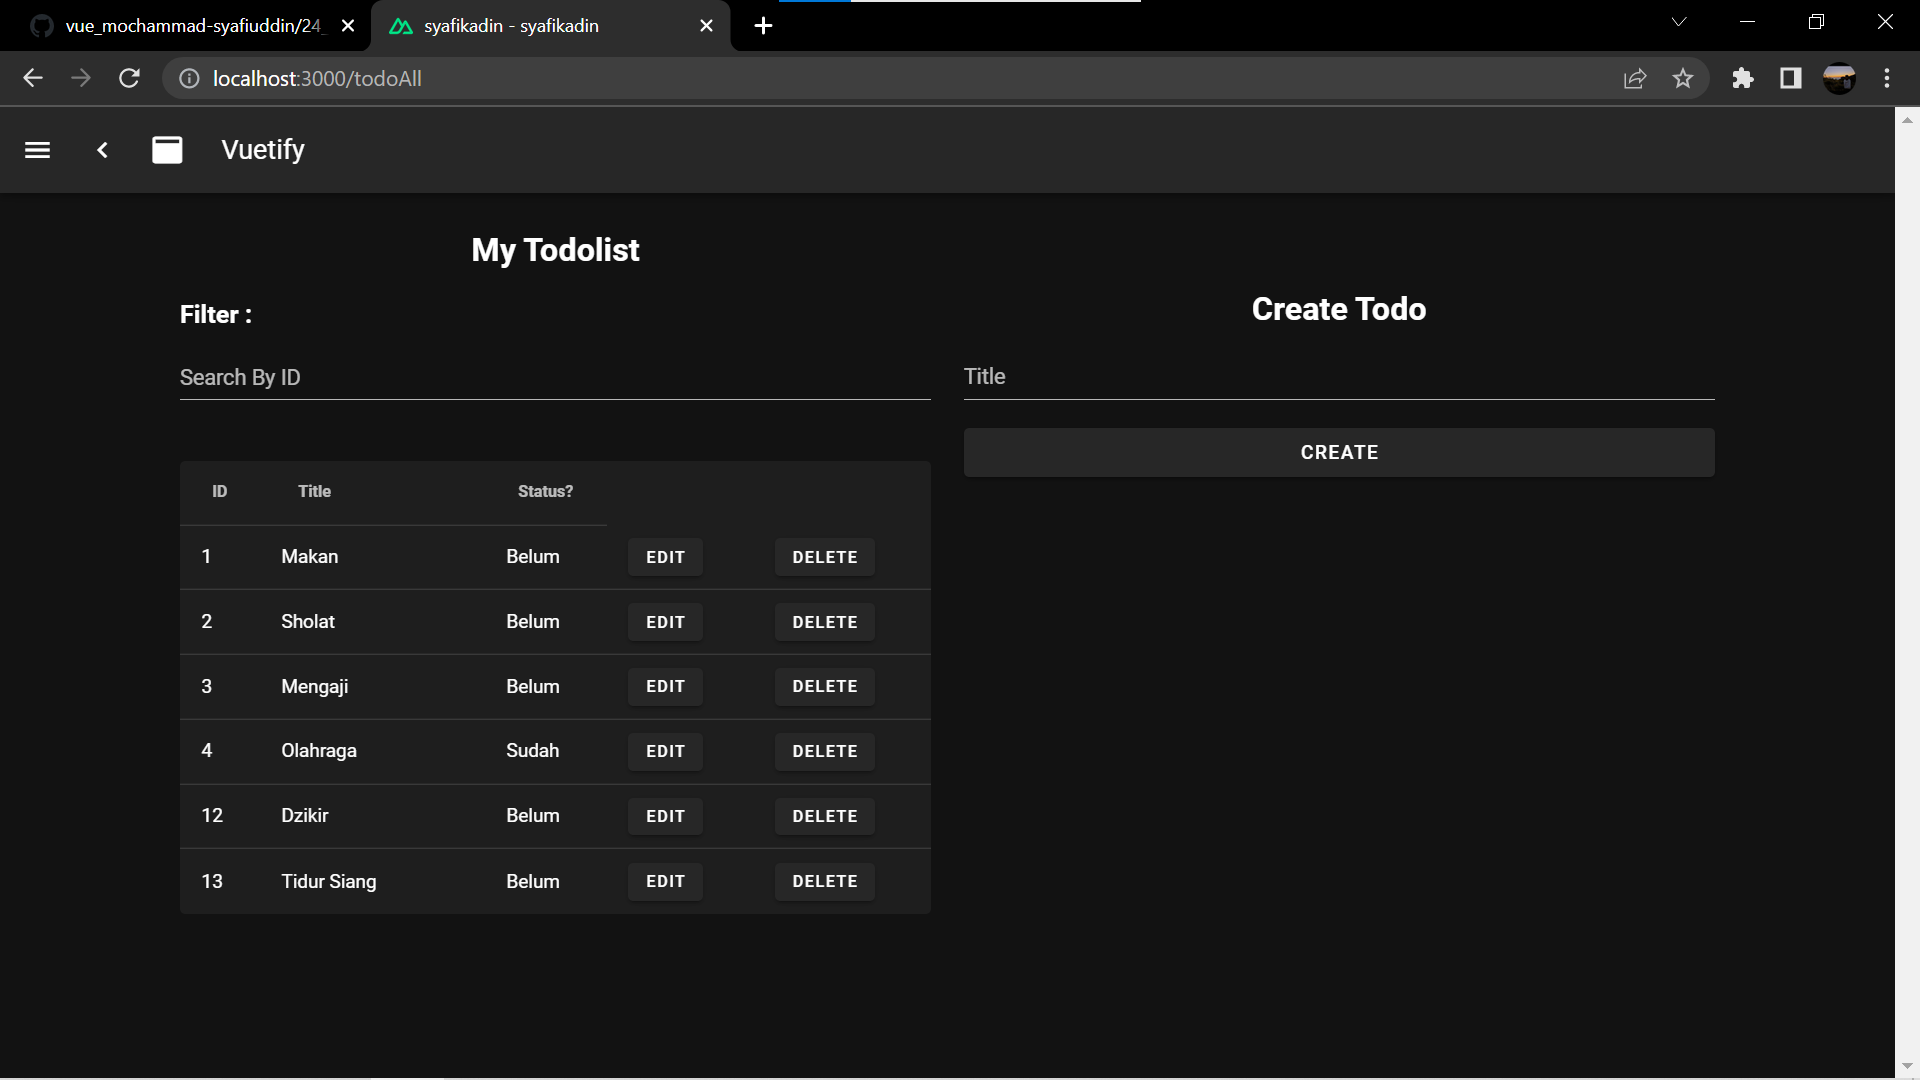 vue_mochammad-syafiuddin/24_
syafikadin - syafikadin
localhost:3000/todoAll
Vuetify
My Todolist
Filter :
Search By ID
ID Title Status?
1 Makan Belum EDIT DELETE
2 Sholat Belum EDIT DELETE
3 Mengaji Belum EDIT DELETE
4 Olahraga Sudah EDIT DELETE
12 Dzikir Belum EDIT DELETE
13 Tidur Siang Belum EDIT DELETE
Create Todo
Title
CREATE